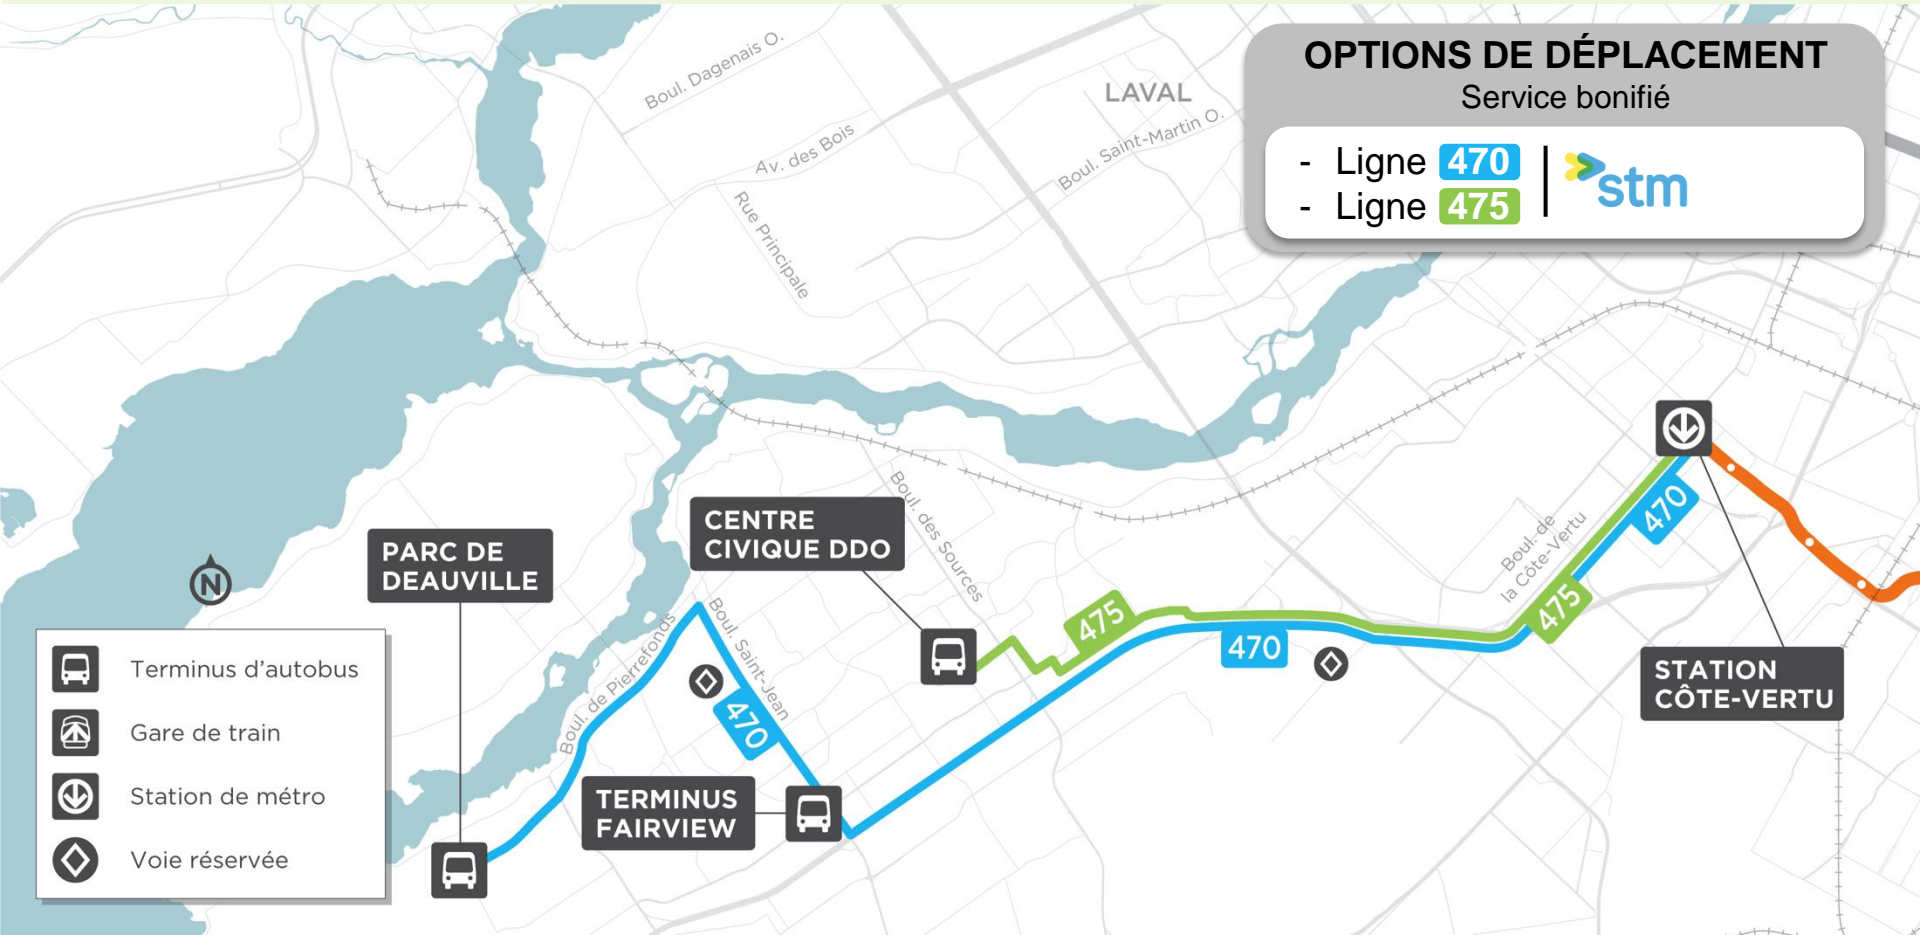 OPTIONS DE DÉPLACEMENT
Service bonifié
- Ligne 470
- Ligne 475
stm
Boul. Dagenais O.
LAVAL
Av. des Bois
Boul. Saint-Martin O.
Rue Principale
Boul. des Sources
CENTRE
CIVIQUE DDO
PARC DE
DEAUVILLE
N
Boul. de Pierrefonds
Boul. Saint-Jean
470
475
470
Boul. de
la Côte-Vertu
470
475
STATION
CÔTE-VERTU
TERMINUS
FAIRVIEW
Terminus d'autobus
Gare de train
Station de métro
Voie réservée